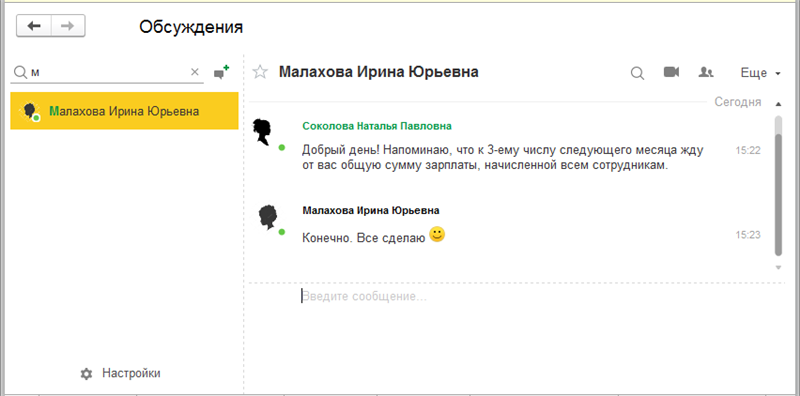 Обсуждения
м
Малахова Ирина Юрьевна
Настройки
Малахова Ирина Юрьевна
Еще
Сегодня
Соколова Наталья Павловна
Добрый день! Напоминаю, что к 3-ему числу следующего месяца жду
от вас общую сумму зарплаты, начисленной всем сотрудникам.
15:22
Малахова Ирина Юрьевна
Конечно. Все сделаю
15:23
Введите сообщение...